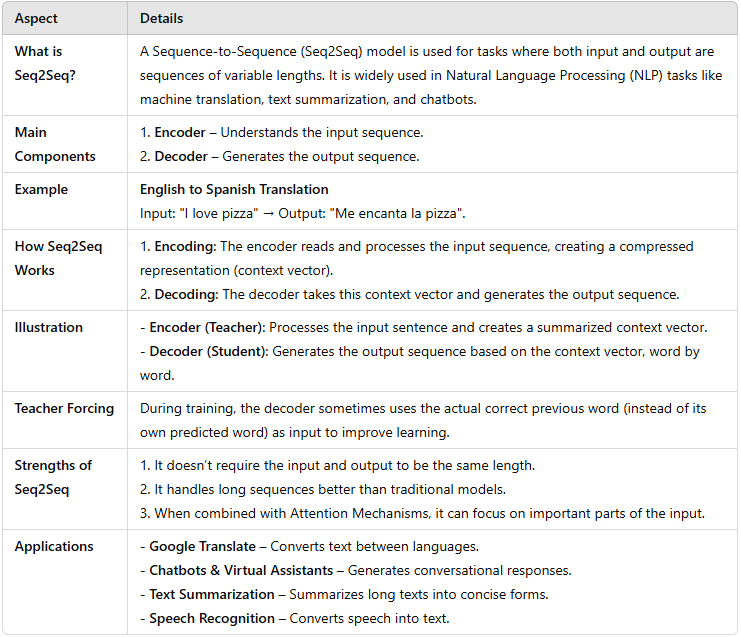 Aspect Details
What is Seq2Seq?
A Sequence-to-Sequence (Seq2Seq) model is used for tasks where both input and output are
sequences of variable lengths. It is widely used in Natural Language Processing (NLP) tasks like
machine translation, text summarization, and chatbots.
Main Components
1. Encoder – Understands the input sequence.
2. Decoder – Generates the output sequence.
Example
English to Spanish Translation
Input: "I love pizza" → Output: "Me encanta la pizza".
How Seq2Seq Works
1. Encoding: The encoder reads and processes the input sequence, creating a compressed
representation (context vector).
2. Decoding: The decoder takes this context vector and generates the output sequence.
Illustration
- Encoder (Teacher): Processes the input sentence and creates a summarized context vector.
- Decoder (Student): Generates the output sequence based on the context vector, word by
word.
Teacher Forcing
During training, the decoder sometimes uses the actual correct previous word (instead of its
own predicted word) as input to improve learning.
Strengths of Seq2Seq
1. It doesn’t require the input and output to be the same length.
2. It handles long sequences better than traditional models.
3. When combined with Attention Mechanisms, it can focus on important parts of the input.
Applications
- Google Translate – Converts text between languages.
- Chatbots & Virtual Assistants – Generates conversational responses.
- Text Summarization – Summarizes long texts into concise forms.
- Speech Recognition – Converts speech into text.